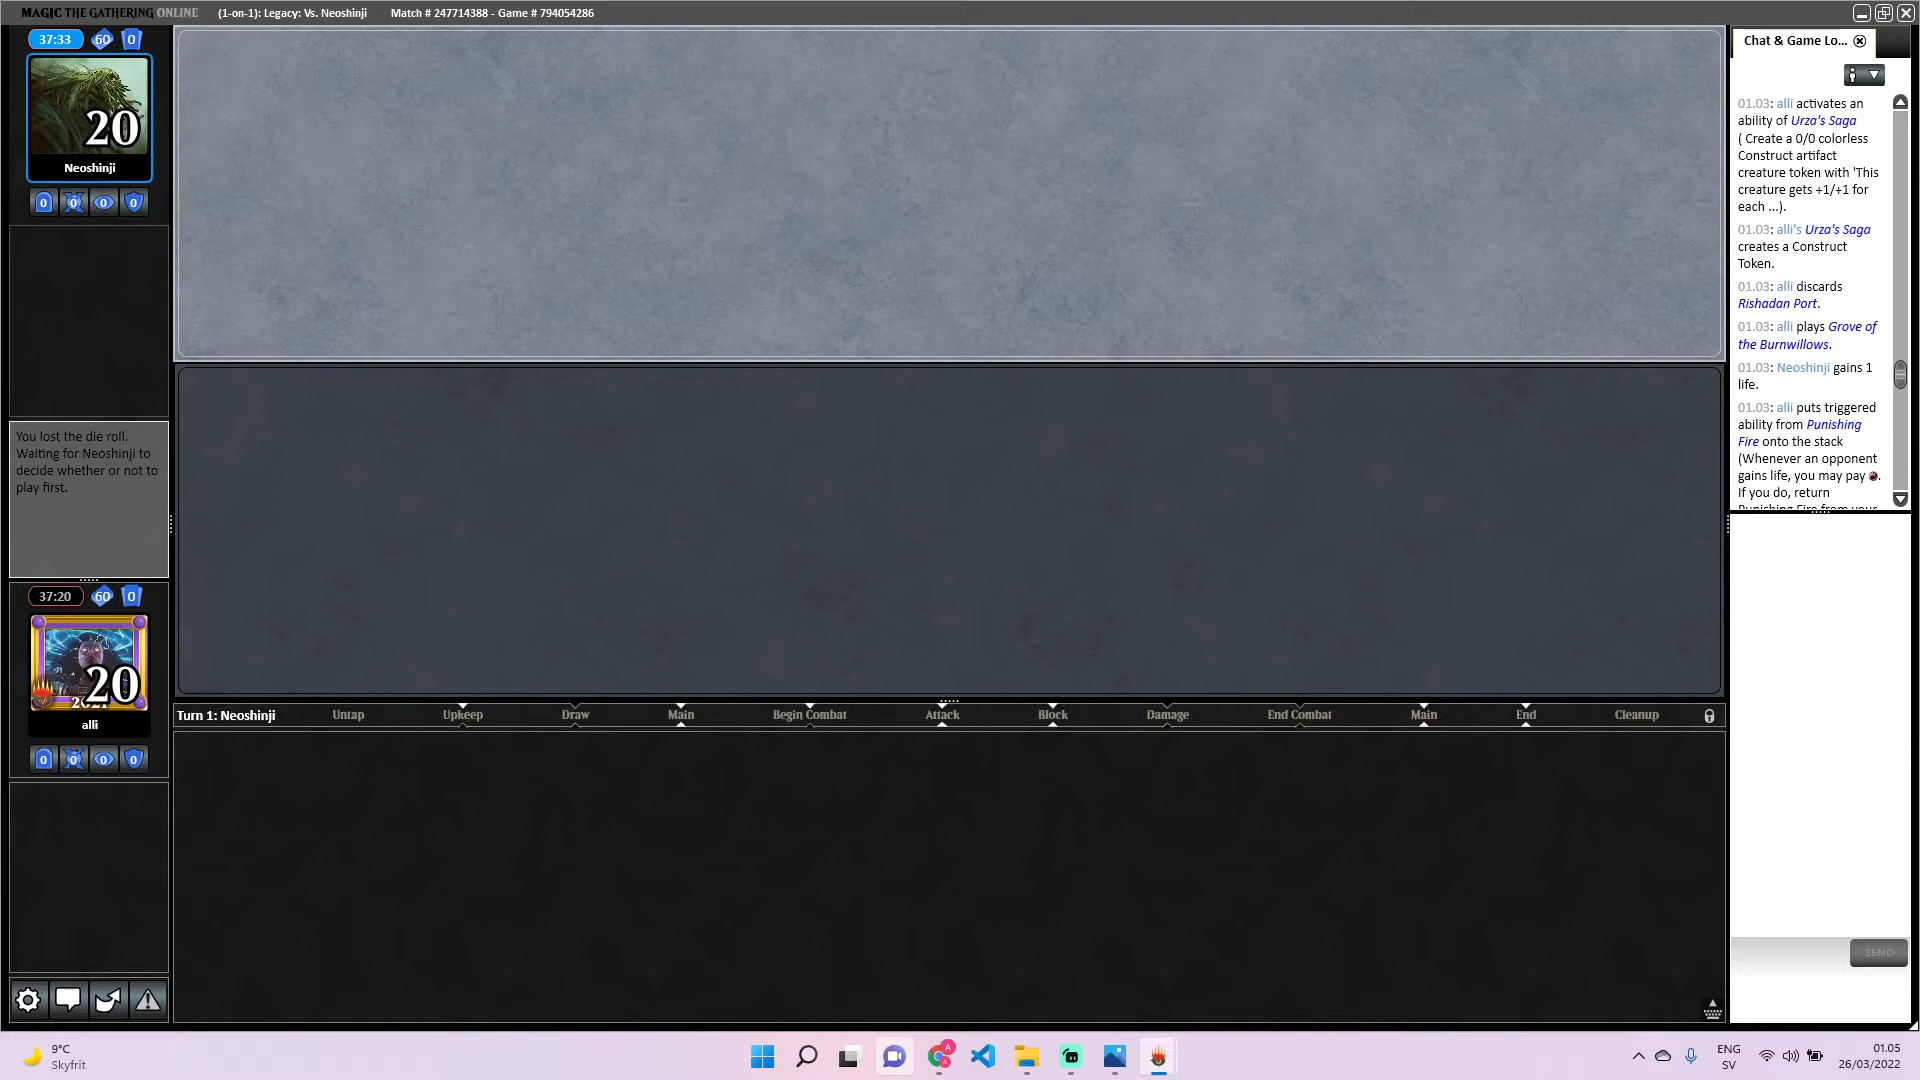 MAGIC THE GATHERING ONLINE (1-on-1): Legacy: Vs. Neoshinji Match # 247714388 - Game # 794054286
37:33 60 0
20
Neoshinji
0 0 0 0
You lost the die roll.
Waiting for Neoshinji to
decide whether or not to
play first.
37:20 60 0
20
2021
alli
0 0 0 0
Turn 1: Neoshinji Untap Upkeep Draw Main Begin Combat Attack Block Damage End Combat Main End Cleanup
Chat & Game Lo...
01.03: alli activates an
ability of Urza's Saga
( Create a 0/0 colorless
Construct artifact
creature token with 'This
creature gets +1/+1 for
each ...).
01.03: alli's Urza's Saga
creates a Construct
Token.
01.03: alli discards
Rishadan Port.
01.03: alli plays Grove of
the Burnwillows.
01.03: Neoshinji gains 1
life.
01.03: alli puts triggered
ability from Punishing
Fire onto the stack
(Whenever an opponent
gains life, you may pay .
If you do, return
Punishing Fire from your
SEND
9°C
Skyfrit
A
ENG
SV
01.05
26/03/2022